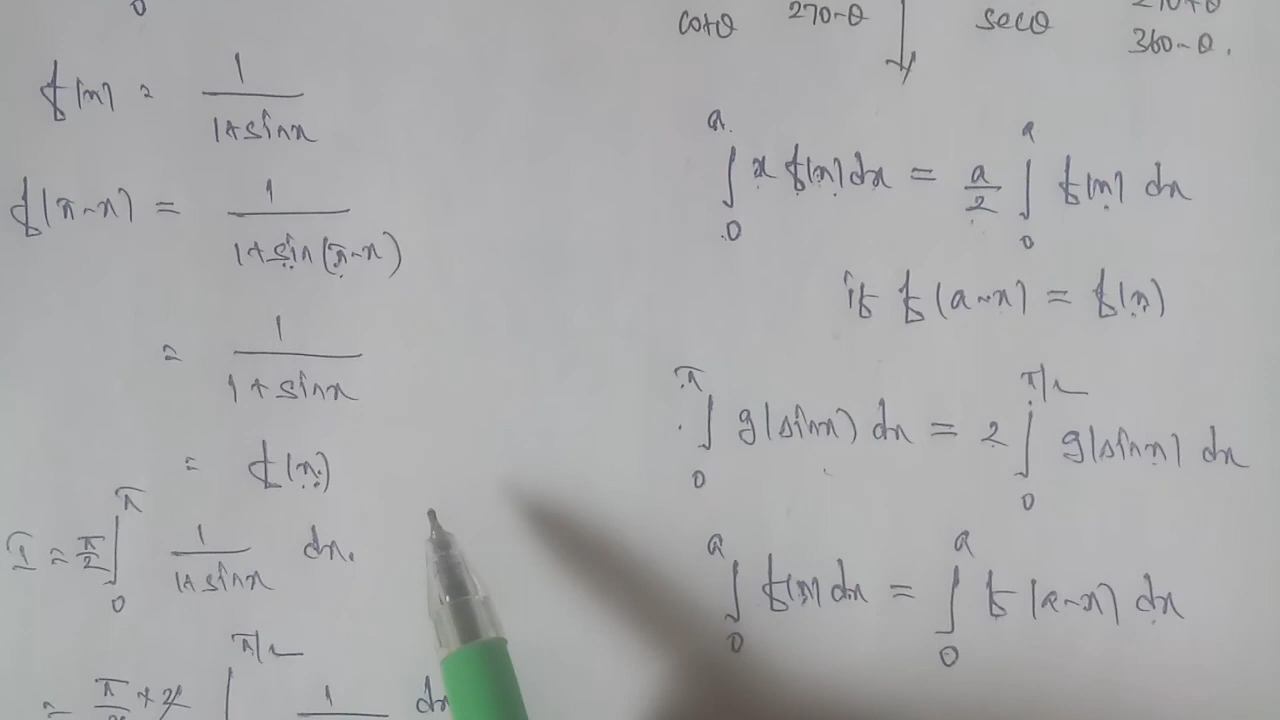 f(x) = 1/(1+sinx)
f(π-x) = 1/(1+sin(π-x))
= 1/(1+sinx)
= f(x)
I = π/2 ∫₀^π 1/(1+sinx) dx.
cotθ 270-θ secθ
360-θ.
∫₀^a x f(x) dx = a/2 ∫₀^a f(x) dx
if f(a-x) = f(x)
∫₀^π g(sinx) dx = 2 ∫₀^{π/2} g(sinx) dx
∫₀^a f(x) dx = ∫₀^a f(a-x) dx